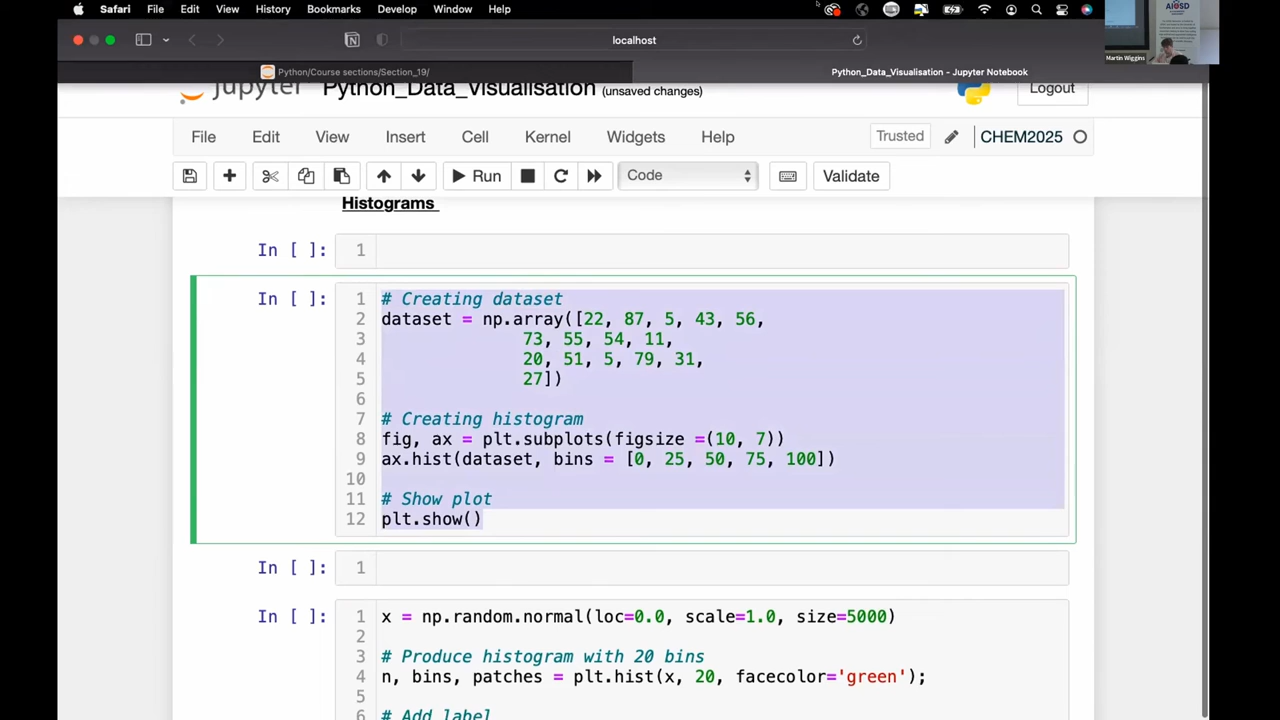 Safari File Edit View History Bookmarks Develop Window Help
AI4SD
localhost
Martin Wiggins
Python/Course sections/Section_19/
Python_Data_Visualisation - Jupyter Notebook
jupyter Python_Data_Visualisation (unsaved changes)
Logout
File Edit View Insert Cell Kernel Widgets Help
Trusted
CHEM2025
Run
Code
Validate
Histograms
In [ ]: 1
In [ ]: 1 # Creating dataset
2 dataset = np.array([22, 87, 5, 43, 56,
3 73, 55, 54, 11,
4 20, 51, 5, 79, 31,
5 27])
6
7 # Creating histogram
8 fig, ax = plt.subplots(figsize =(10, 7))
9 ax.hist(dataset, bins = [0, 25, 50, 75, 100])
10
11 # Show plot
12 plt.show()
In [ ]: 1
In [ ]: 1 x = np.random.normal(loc=0.0, scale=1.0, size=5000)
2
3 # Produce histogram with 20 bins
4 n, bins, patches = plt.hist(x, 20, facecolor='green');
5
6 # Add label